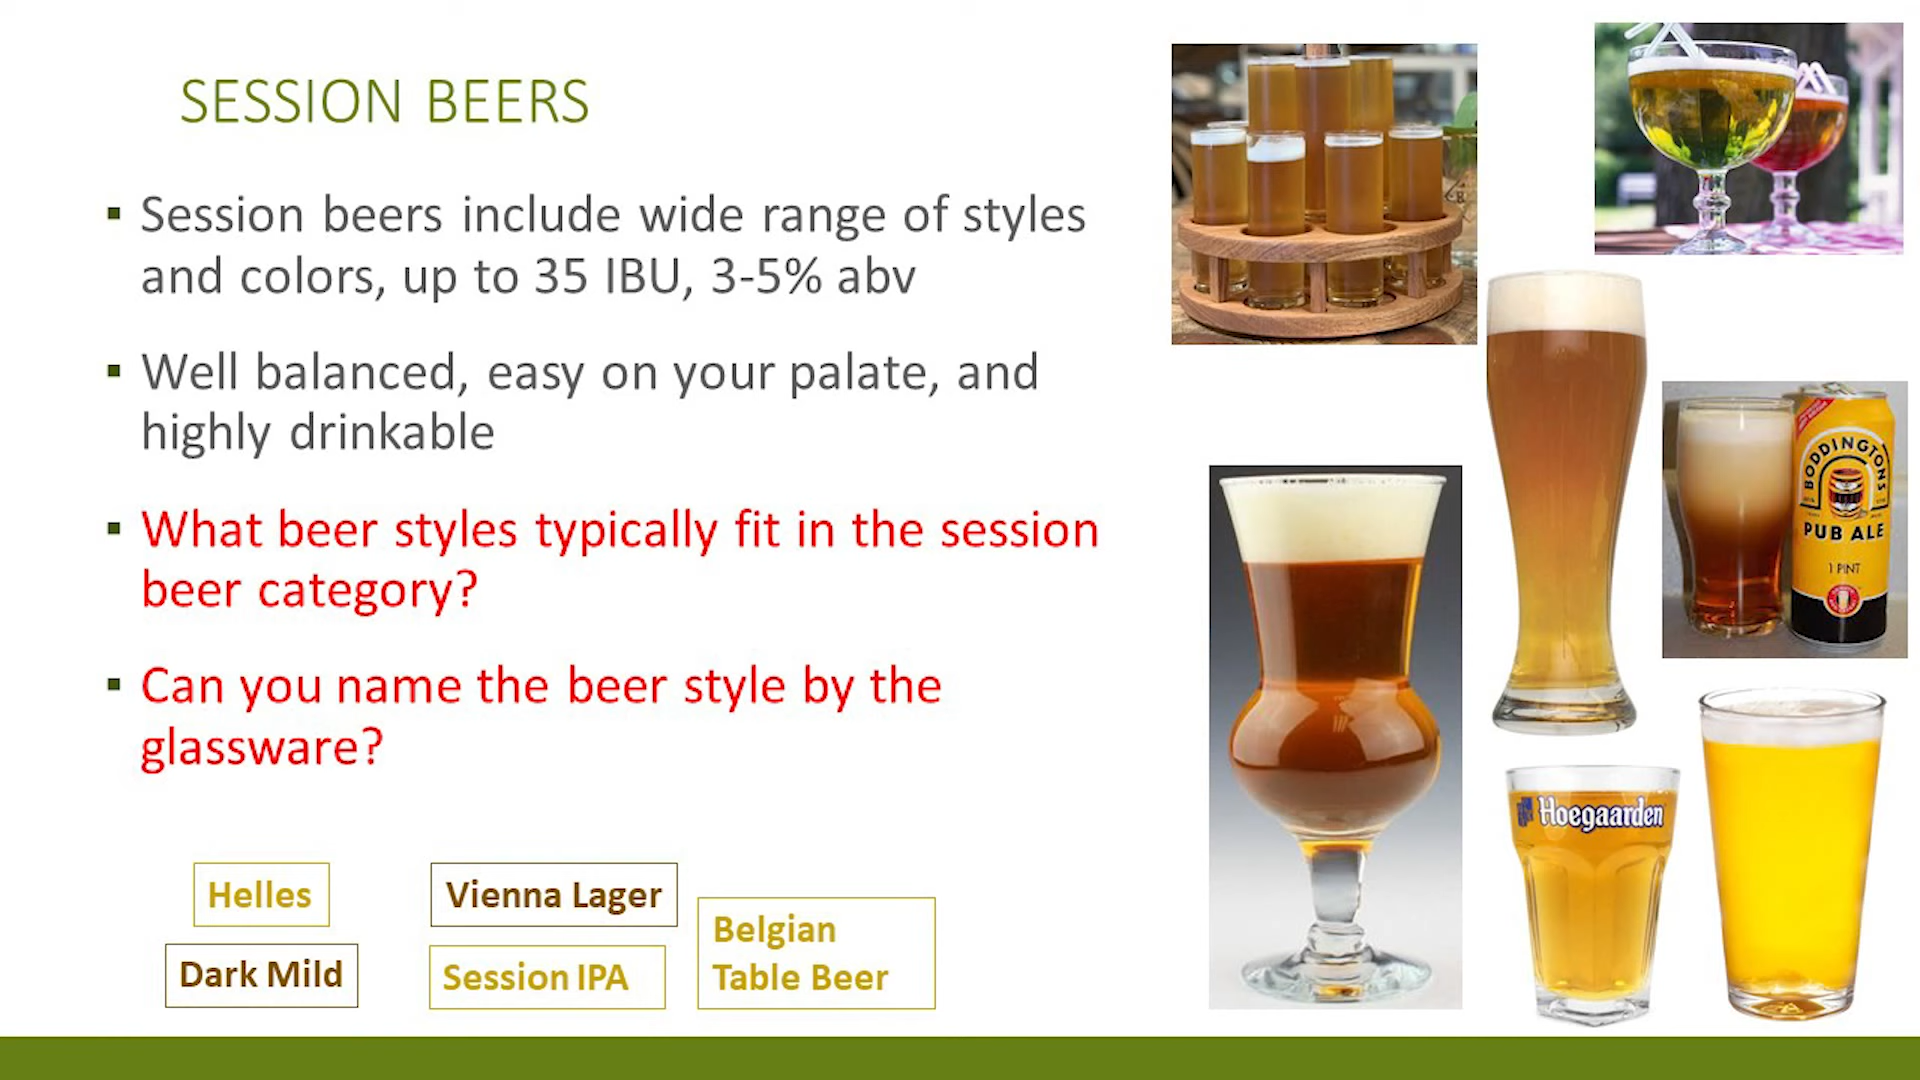 SESSION BEERS
▪ Session beers include wide range of styles
and colors, up to 35 IBU, 3-5% abv
▪ Well balanced, easy on your palate, and
highly drinkable
▪ What beer styles typically fit in the session
beer category?
▪ Can you name the beer style by the
glassware?
Helles
Vienna Lager
Belgian
Table Beer
Dark Mild
Session IPA
BODDINGTONS
PUB ALE
1 PINT
Hoegaarden